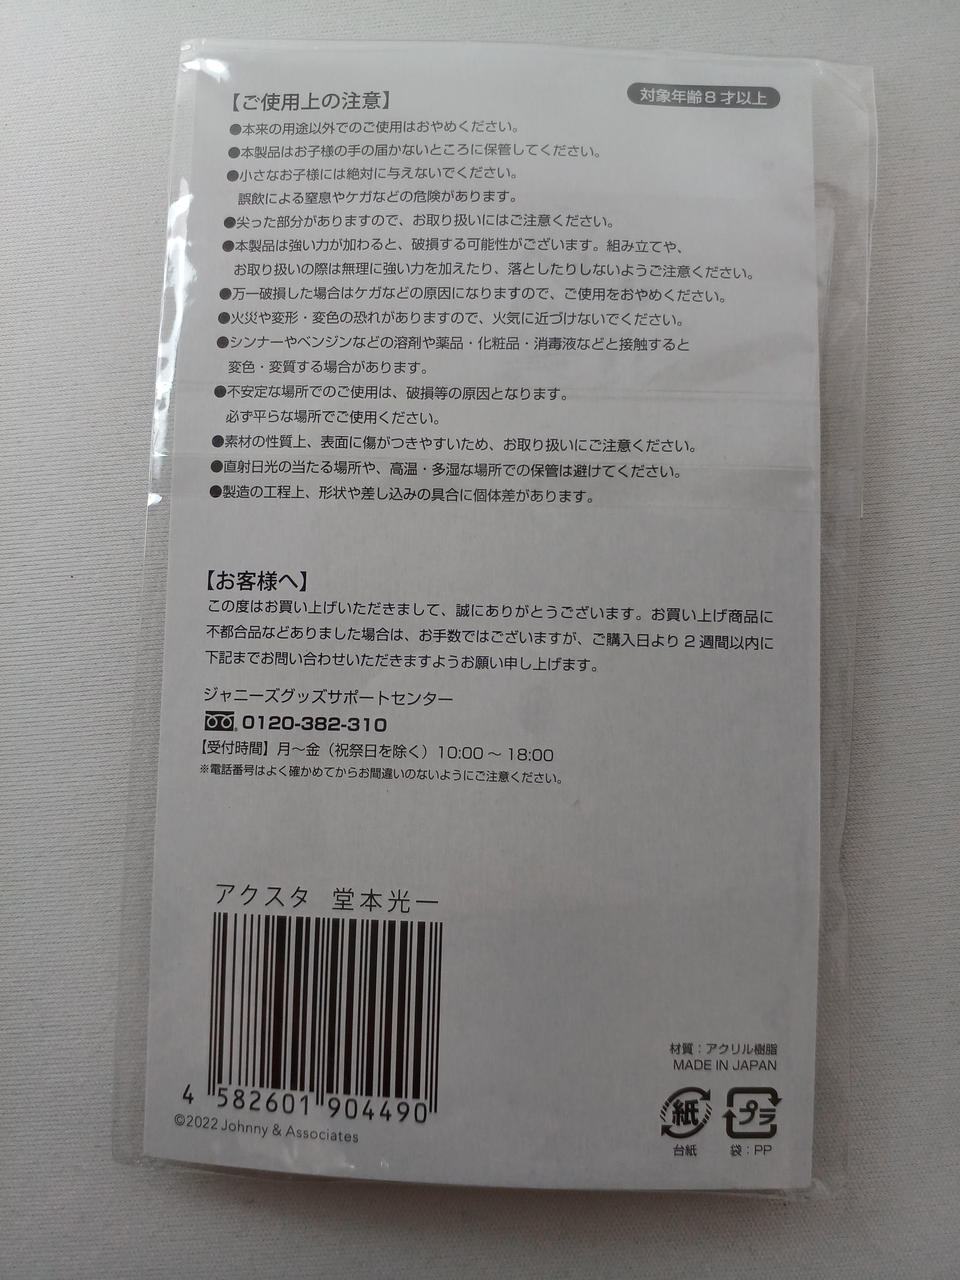 【ご使用上の注意】
対象年齢8才以上
●本来の用途以外でのご使用はおやめください。
●本製品はお子様の手の届かないところに保管してください。
●小さなお子様には絶対に与えないでください。
誤飲による窒息やケガなどの危険があります。
●尖った部分がありますので、お取り扱いにはご注意ください。
●本製品は強い力が加わると、破損する可能性がございます。組み立てや、
お取り扱いの際は無理に強い力を加えたり、落としたりしないようご注意ください。
●万一破損した場合はケガなどの原因になりますので、ご使用をおやめください。
●火災や変形・変色の恐れがありますので、火気に近づけないでください。
●シンナーやベンジンなどの溶剤や薬品・化粧品・消毒液などと接触すると
変色・変質する場合があります。
●不安定な場所でのご使用は、破損等の原因となります。
必ず平らな場所でご使用ください。
●素材の性質上、表面に傷がつきやすいため、お取り扱いにご注意ください。
●直射日光の当たる場所や、高温・多湿な場所での保管は避けてください。
●製造の工程上、形状や差し込みの具合に個体差があります。
【お客様へ】
この度はお買い上げいただきまして、誠にありがとうございます。お買い上げ商品に
不都合品などありました場合は、お手数ではございますが、ご購入日より2週間以内に
下記までお問い合わせいただきますようお願い申し上げます。
ジャニーズグッズサポートセンター
0120-382-310
【受付時間】月〜金（祝祭日を除く）10:00〜18:00
※電話番号はよく確かめてからお間違いのないようにご注意ください。
アクスタ 堂本光一
4 582601 904490
©2022 Johnny & Associates
材質：アクリル樹脂
MADE IN JAPAN
紙 プラ
台紙 袋：PP